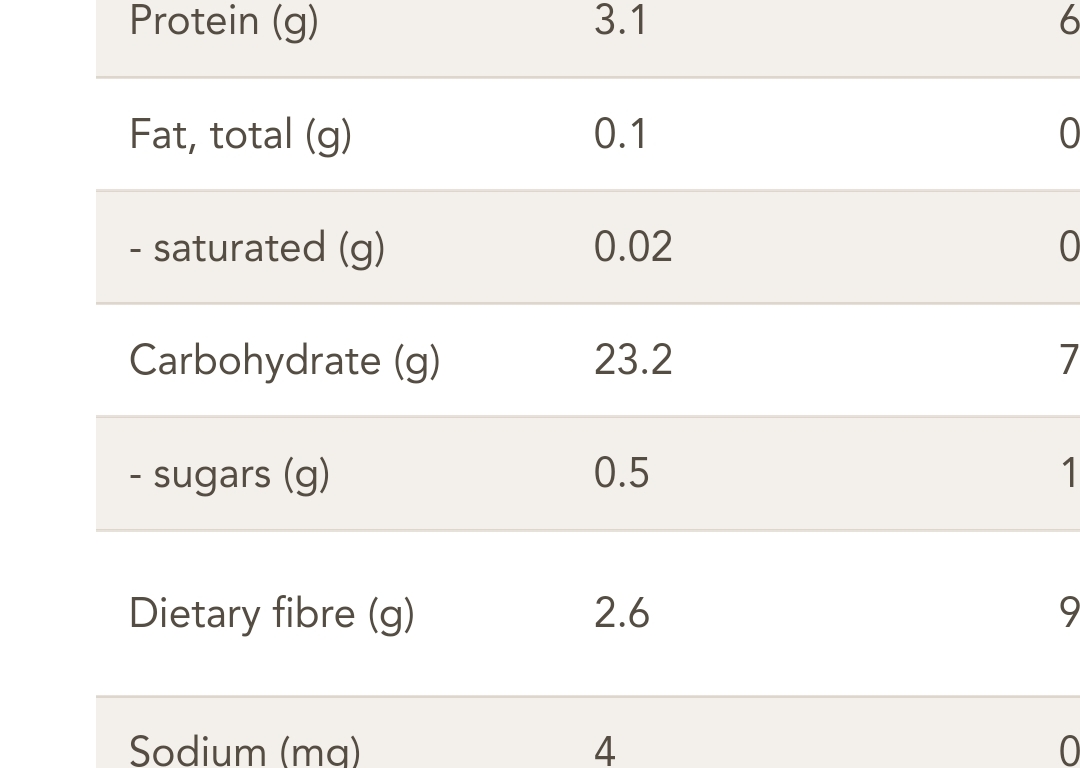 Protein (g) 3.1 6
Fat, total (g) 0.1 0
- saturated (g) 0.02 0
Carbohydrate (g) 23.2 7
- sugars (g) 0.5 1
Dietary fibre (g) 2.6 9
Sodium (mg) 4 0